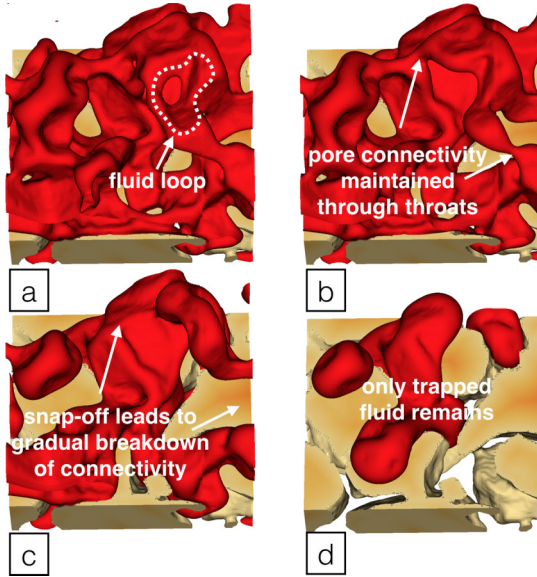 fluid loop
a
pore connectivity
maintained
through throats
b
snap-off leads to
gradual breakdown
of connectivity
c
only trapped
fluid remains
d